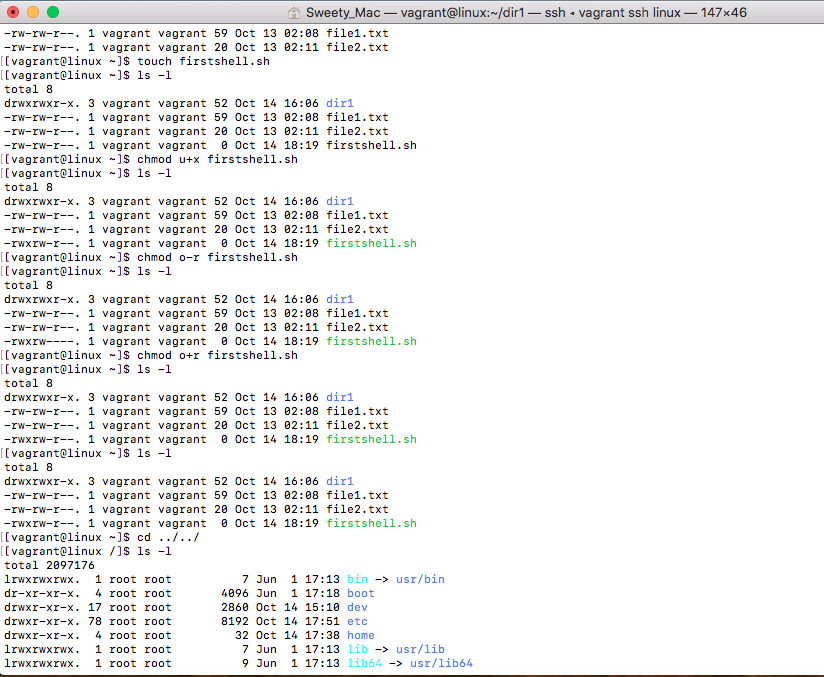 Sweety_Mac — vagrant@linux:~/dir1 — ssh ◂ vagrant ssh linux — 147×46
-rw-rw-r--. 1 vagrant vagrant 59 Oct 13 02:08 file1.txt
-rw-rw-r--. 1 vagrant vagrant 20 Oct 13 02:11 file2.txt
[[vagrant@linux ~]$ touch firstshell.sh
[[vagrant@linux ~]$ ls -l
total 8
drwxrwxr-x. 3 vagrant vagrant 52 Oct 14 16:06 dir1
-rw-rw-r--. 1 vagrant vagrant 59 Oct 13 02:08 file1.txt
-rw-rw-r--. 1 vagrant vagrant 20 Oct 13 02:11 file2.txt
-rw-rw-r--. 1 vagrant vagrant  0 Oct 14 18:19 firstshell.sh
[[vagrant@linux ~]$ chmod u+x firstshell.sh
[[vagrant@linux ~]$ ls -l
total 8
drwxrwxr-x. 3 vagrant vagrant 52 Oct 14 16:06 dir1
-rw-rw-r--. 1 vagrant vagrant 59 Oct 13 02:08 file1.txt
-rw-rw-r--. 1 vagrant vagrant 20 Oct 13 02:11 file2.txt
-rwxrw-r--. 1 vagrant vagrant  0 Oct 14 18:19 firstshell.sh
[[vagrant@linux ~]$ chmod o-r firstshell.sh
[[vagrant@linux ~]$ ls -l
total 8
drwxrwxr-x. 3 vagrant vagrant 52 Oct 14 16:06 dir1
-rw-rw-r--. 1 vagrant vagrant 59 Oct 13 02:08 file1.txt
-rw-rw-r--. 1 vagrant vagrant 20 Oct 13 02:11 file2.txt
-rwxrw----. 1 vagrant vagrant  0 Oct 14 18:19 firstshell.sh
[[vagrant@linux ~]$ chmod o+r firstshell.sh
[[vagrant@linux ~]$ ls -l
total 8
drwxrwxr-x. 3 vagrant vagrant 52 Oct 14 16:06 dir1
-rw-rw-r--. 1 vagrant vagrant 59 Oct 13 02:08 file1.txt
-rw-rw-r--. 1 vagrant vagrant 20 Oct 13 02:11 file2.txt
-rwxrw-r--. 1 vagrant vagrant  0 Oct 14 18:19 firstshell.sh
[[vagrant@linux ~]$ ls -l
total 8
drwxrwxr-x. 3 vagrant vagrant 52 Oct 14 16:06 dir1
-rw-rw-r--. 1 vagrant vagrant 59 Oct 13 02:08 file1.txt
-rw-rw-r--. 1 vagrant vagrant 20 Oct 13 02:11 file2.txt
-rwxrw-r--. 1 vagrant vagrant  0 Oct 14 18:19 firstshell.sh
[[vagrant@linux ~]$ cd ../../
[[vagrant@linux /]$ ls -l
total 2097176
lrwxrwxrwx.  1 root root          7 Jun  1 17:13 bin -> usr/bin
dr-xr-xr-x.  4 root root       4096 Jun  1 17:18 boot
drwxr-xr-x. 17 root root       2860 Oct 14 15:10 dev
drwxr-xr-x. 78 root root       8192 Oct 14 17:51 etc
drwxr-xr-x.  4 root root         32 Oct 14 17:38 home
lrwxrwxrwx.  1 root root          7 Jun  1 17:13 lib -> usr/lib
lrwxrwxrwx.  1 root root          9 Jun  1 17:13 lib64 -> usr/lib64